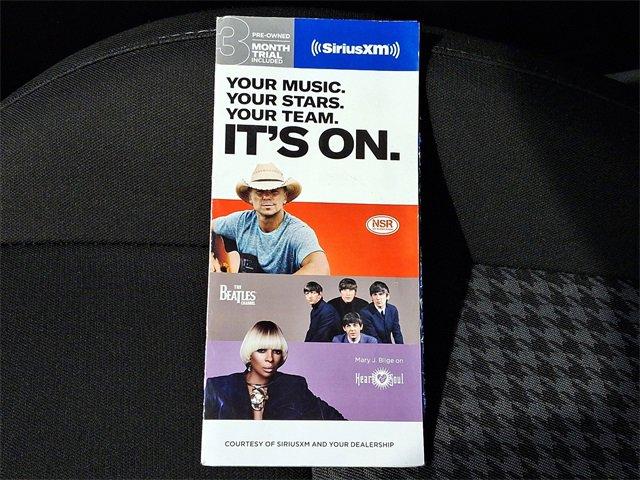 3
PRE-OWNED
MONTH
TRIAL
INCLUDED
((SiriusXM))
YOUR MUSIC.
YOUR STARS.
YOUR TEAM.
IT'S ON.
NSR
THE
BEATLES
CHANNEL
Mary J. Blige on
Heart Soul
COURTESY OF SIRIUSXM AND YOUR DEALERSHIP